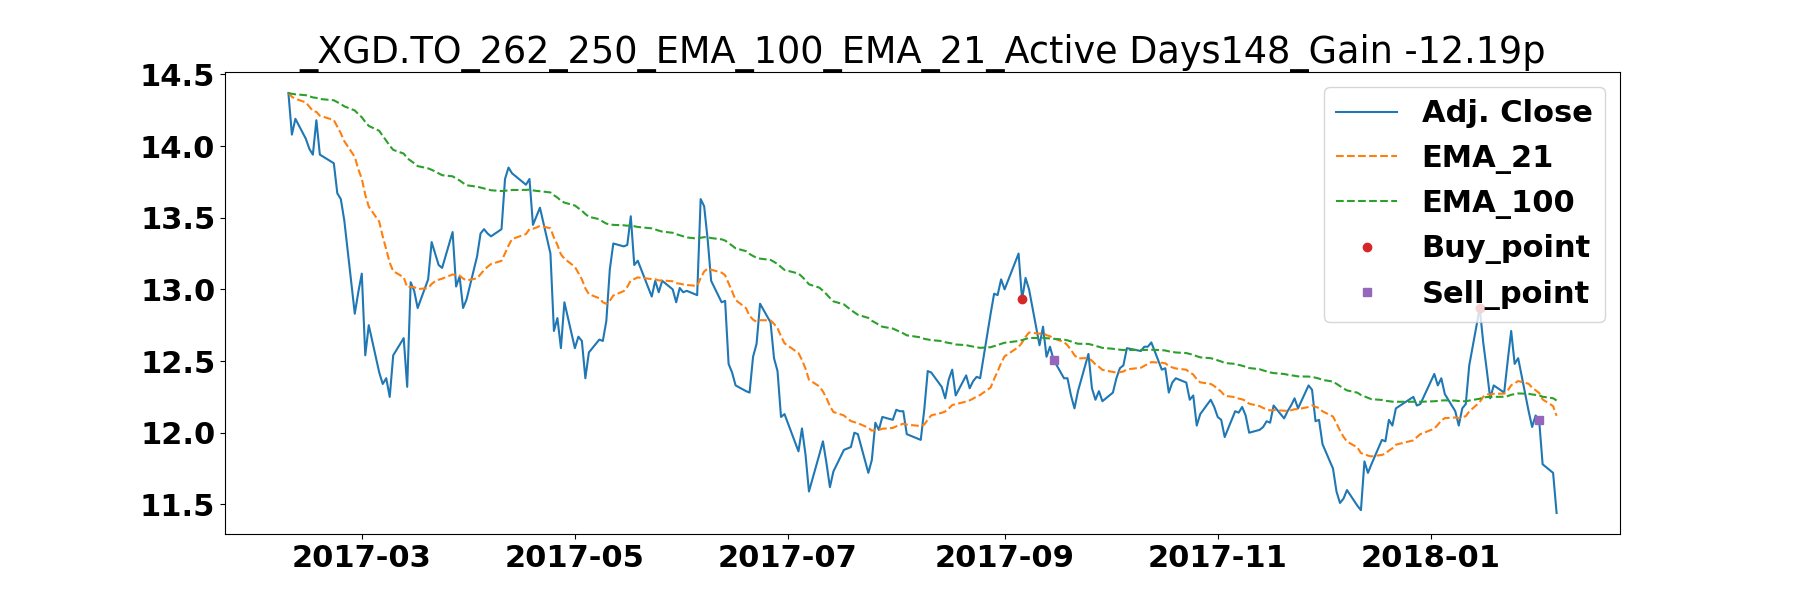 _XGD.TO_262_250_EMA_100_EMA_21_Active Days148_Gain -12.19p
14.5
14.0
13.5
13.0
12.5
12.0
11.5
Adj. Close
EMA_21
EMA_100
Buy_point
Sell_point
2017-03 2017-05 2017-07 2017-09 2017-11 2018-01